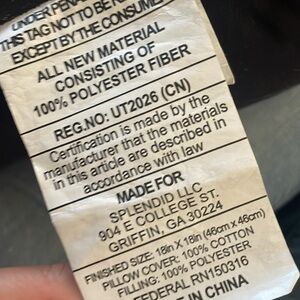 UNDER PENA
THIS TAG NOT TO BE
EXCEPT BY THE CONSUME
ALL NEW MATERIAL
CONSISTING OF
100% POLYESTER FIBER
REG.NO: UT2026 (CN)
Certification is made by the
manufacturer that the materials
in this article are described in
accordance with law
MADE FOR
SPLENDID LLC
904 E COLLEGE ST.
GRIFFIN, GA 30224
FINISHED SIZE: 18in X 18in (46cm X 46cm)
PILLOW COVER: 100% COTTON
FILLING: 100% POLYESTER
FEDERAL RN150316
IN CHINA